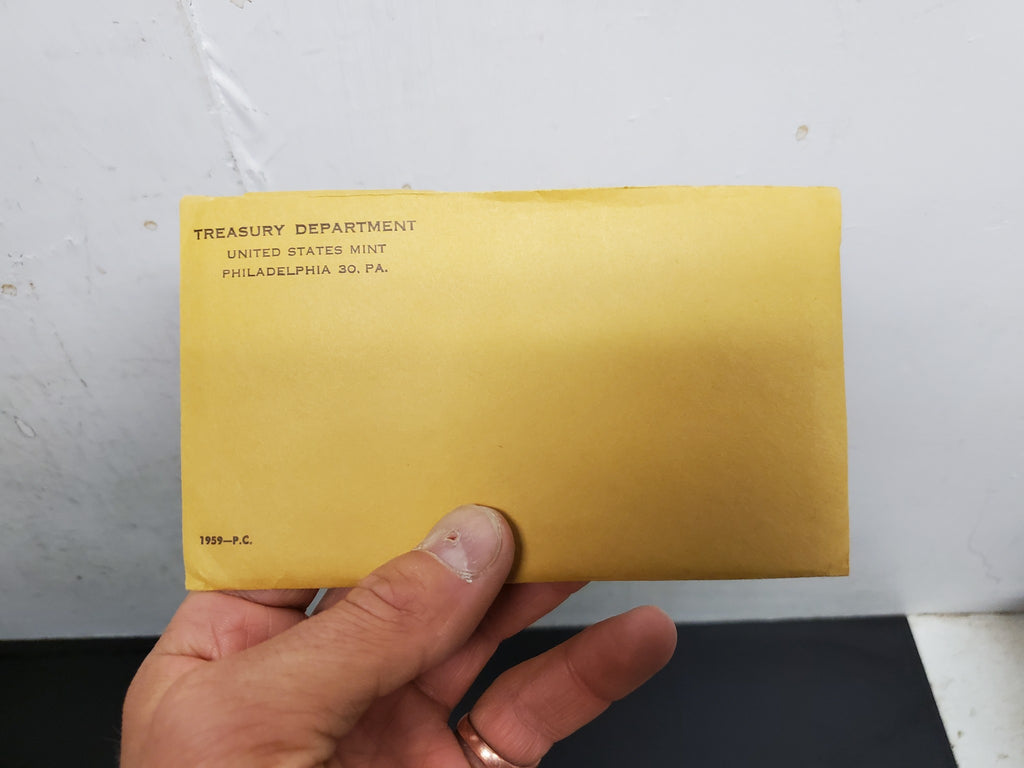 TREASURY DEPARTMENT
UNITED STATES MINT
PHILADELPHIA 30, PA.
1959—P.C.